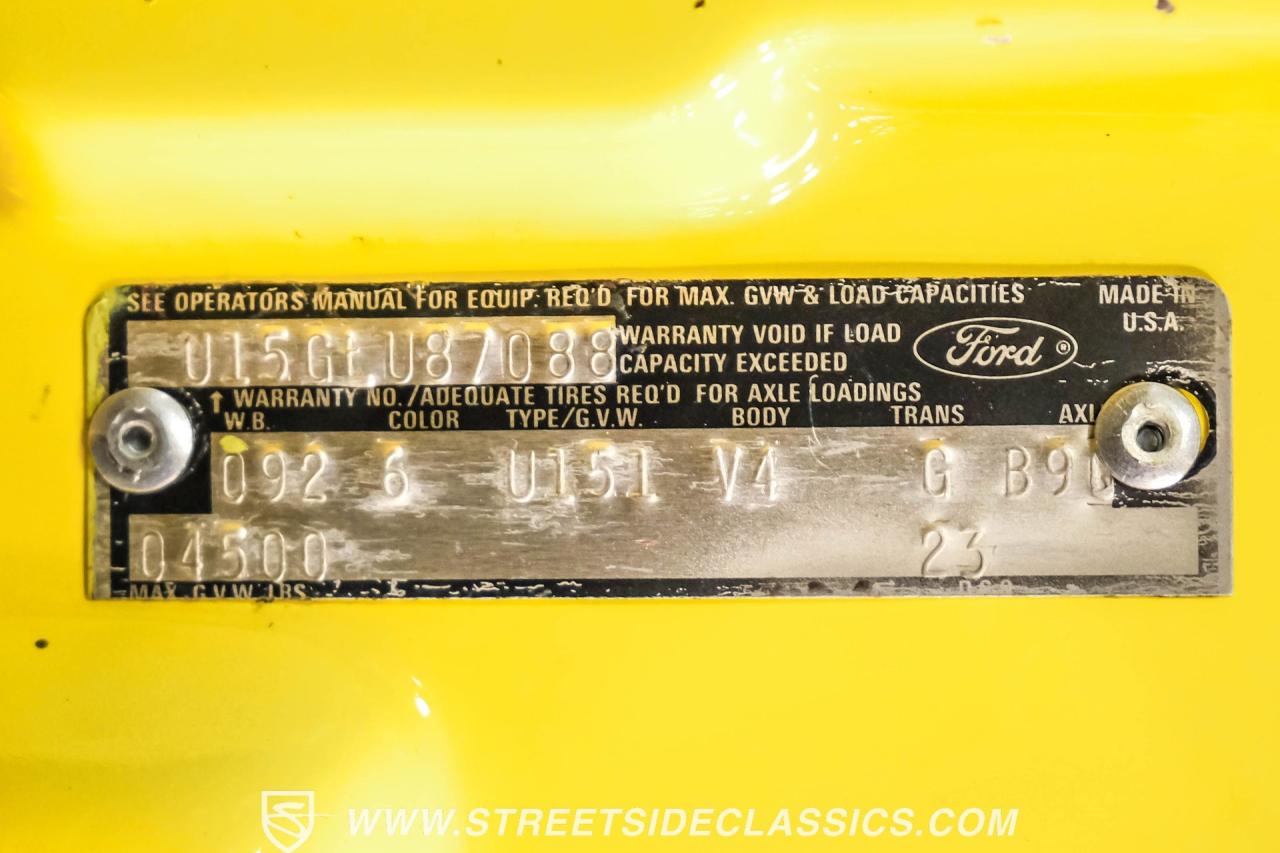 SEE OPERATORS MANUAL FOR EQUIP. REQ'D FOR MAX. GVW & LOAD CAPACITIES
MADE IN
U.S.A.
WARRANTY VOID IF LOAD
CAPACITY EXCEEDED
Ford ®
U87088
↑ WARRANTY NO./ADEQUATE TIRES REQ'D FOR AXLE LOADINGS
W.B. COLOR TYPE/G.V.W. BODY TRANS
092 6 U151 V4 G
04500 23
MAX. G.V.W. LBS. D.S.O.
WWW.STREETSIDECLASSICS.COM